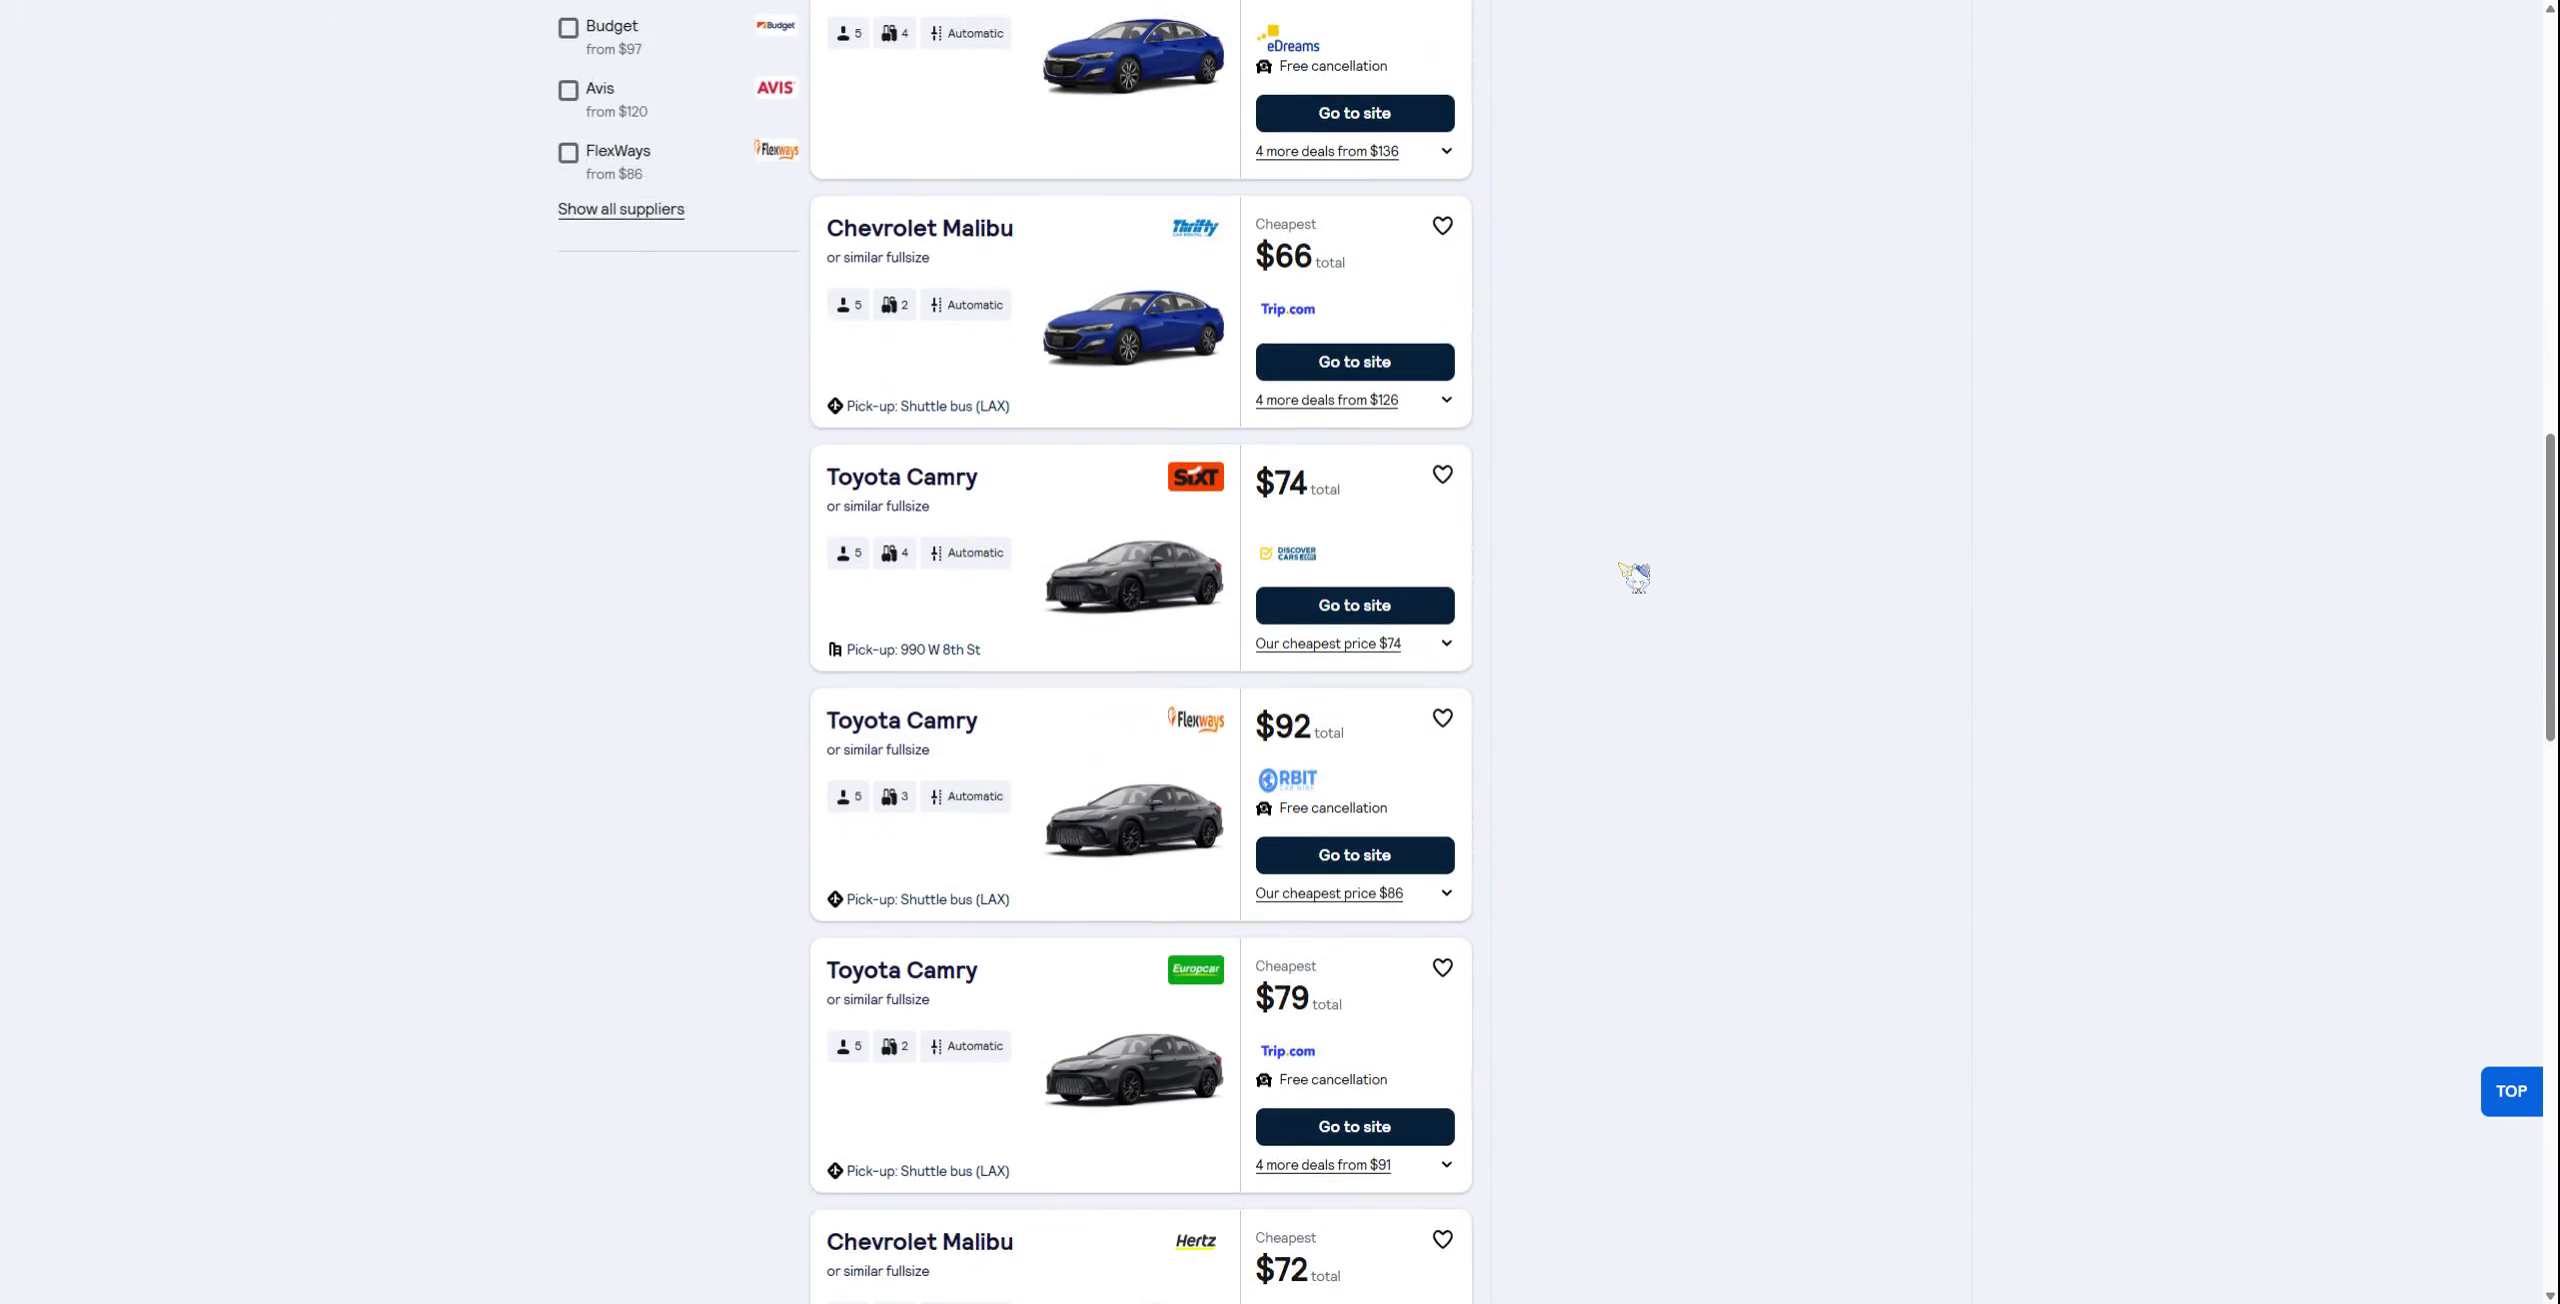 Budget
Budget
from $97
Avis
AVIS
from $120
FlexWays
Flexways
from $86
Show all suppliers
5
4
Automatic
eDreams
Free cancellation
Go to site
4 more deals from $136
Chevrolet Malibu
Thrifty
CAR RENTAL
or similar fullsize
5
2
Automatic
Pick-up: Shuttle bus (LAX)
Cheapest
$66 total
Trip.com
Go to site
4 more deals from $126
Toyota Camry
SIXT
or similar fullsize
5
4
Automatic
Pick-up: 990 W 8th St
$74 total
DISCOVER
CARS.COM
Go to site
Our cheapest price $74
Toyota Camry
Flexways
or similar fullsize
5
3
Automatic
Pick-up: Shuttle bus (LAX)
$92 total
ORBIT
CAR HIRE
Free cancellation
Go to site
Our cheapest price $86
Toyota Camry
Europcar
or similar fullsize
5
2
Automatic
Pick-up: Shuttle bus (LAX)
Cheapest
$79 total
Trip.com
Free cancellation
Go to site
4 more deals from $91
TOP
Chevrolet Malibu
Hertz
or similar fullsize
Cheapest
$72 total